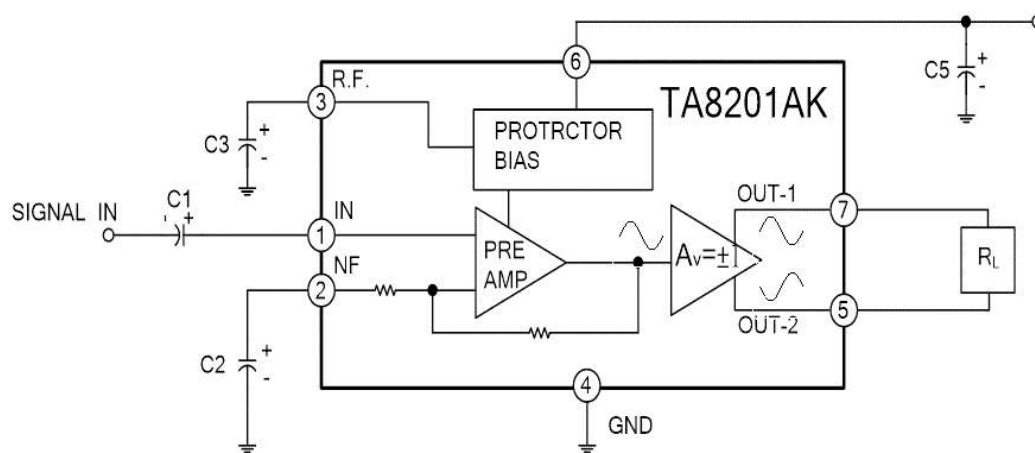 6
R.F.
TA8201AK
C5 + -
3
PROTRCTOR
BIAS
C3 + -
C1
SIGNAL IN
- +
IN
OUT-1
7
1
PRE
AMP
Av=±1
RL
NF
2
OUT-2
5
C2 + -
4
GND